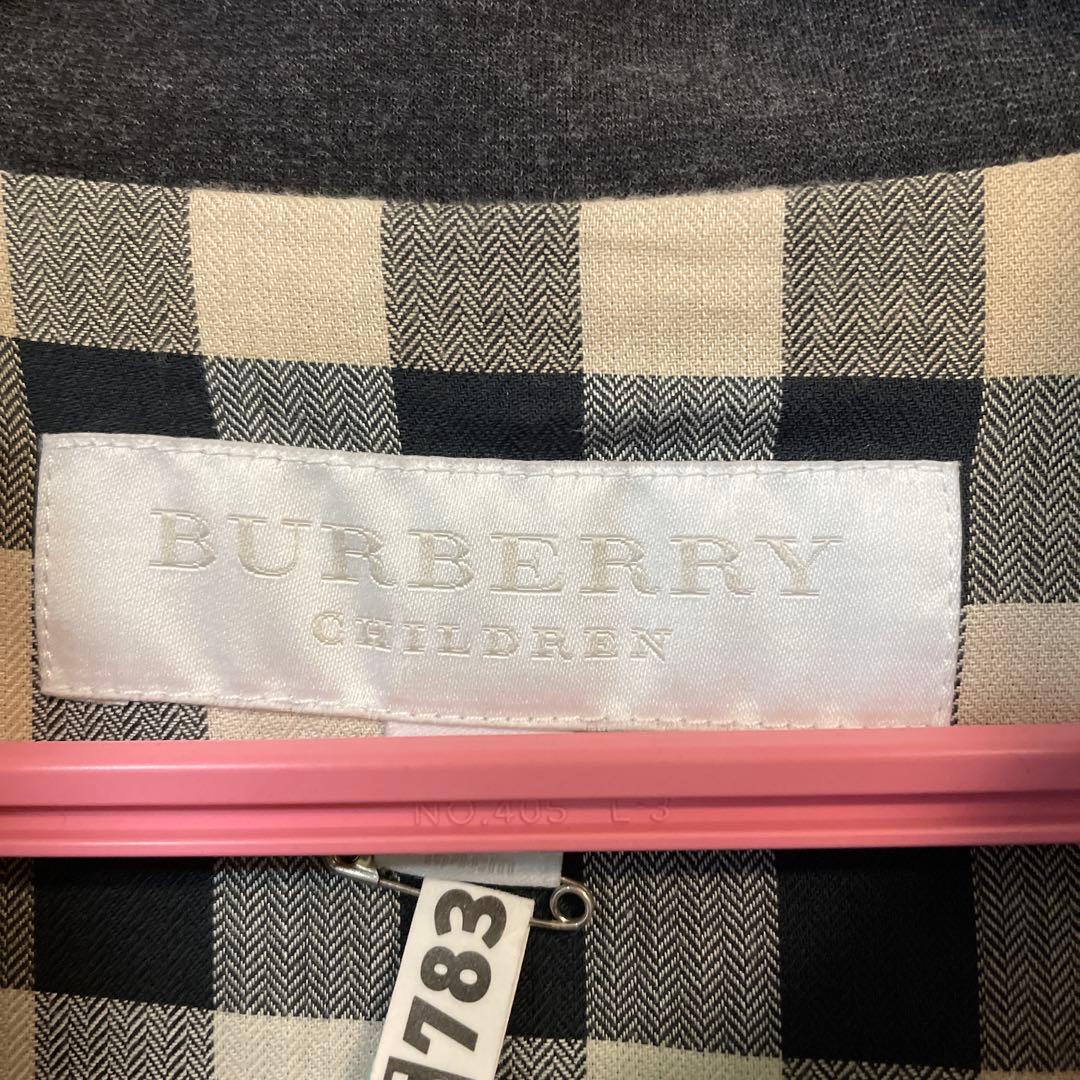 BURBERRY
CHILDREN
NO.405 L-3
783